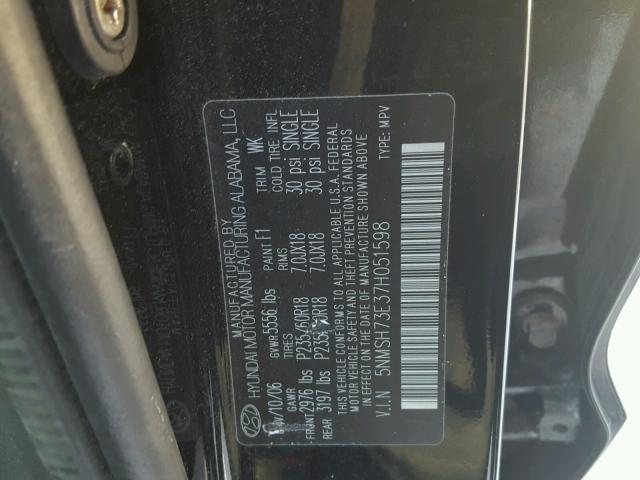 MANUFACTURED BY
HYUNDAI MOTOR MANUFACTURING ALABAMA, LLC
/10/06 GVWR 5556 lbs PAINT F1 TRIM WK
GAWR TIRES RIMS COLD TIRE INFL
FRONT 2976 lbs P235/60R18 7.0JX18 30 psi SINGLE
REAR 3197 lbs 7.0JX18 30 psi SINGLE
THIS VEHICLE CONFORMS TO ALL APPLICABLE U.S.A. FEDERAL
MOTOR VEHICLE SAFETY AND THEFT PREVENTION STANDARDS
IN EFFECT ON THE DATE OF MANUFACTURE SHOWN ABOVE.
V.I.N 5NMSH73E37H051598 TYPE: MPV